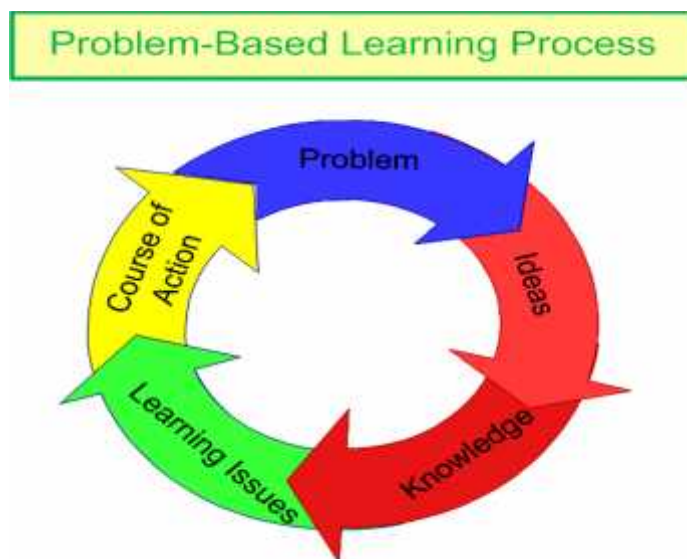 Problem-Based Learning Process
Problem
Ideas
Knowledge
Learning Issues
Course of
Action